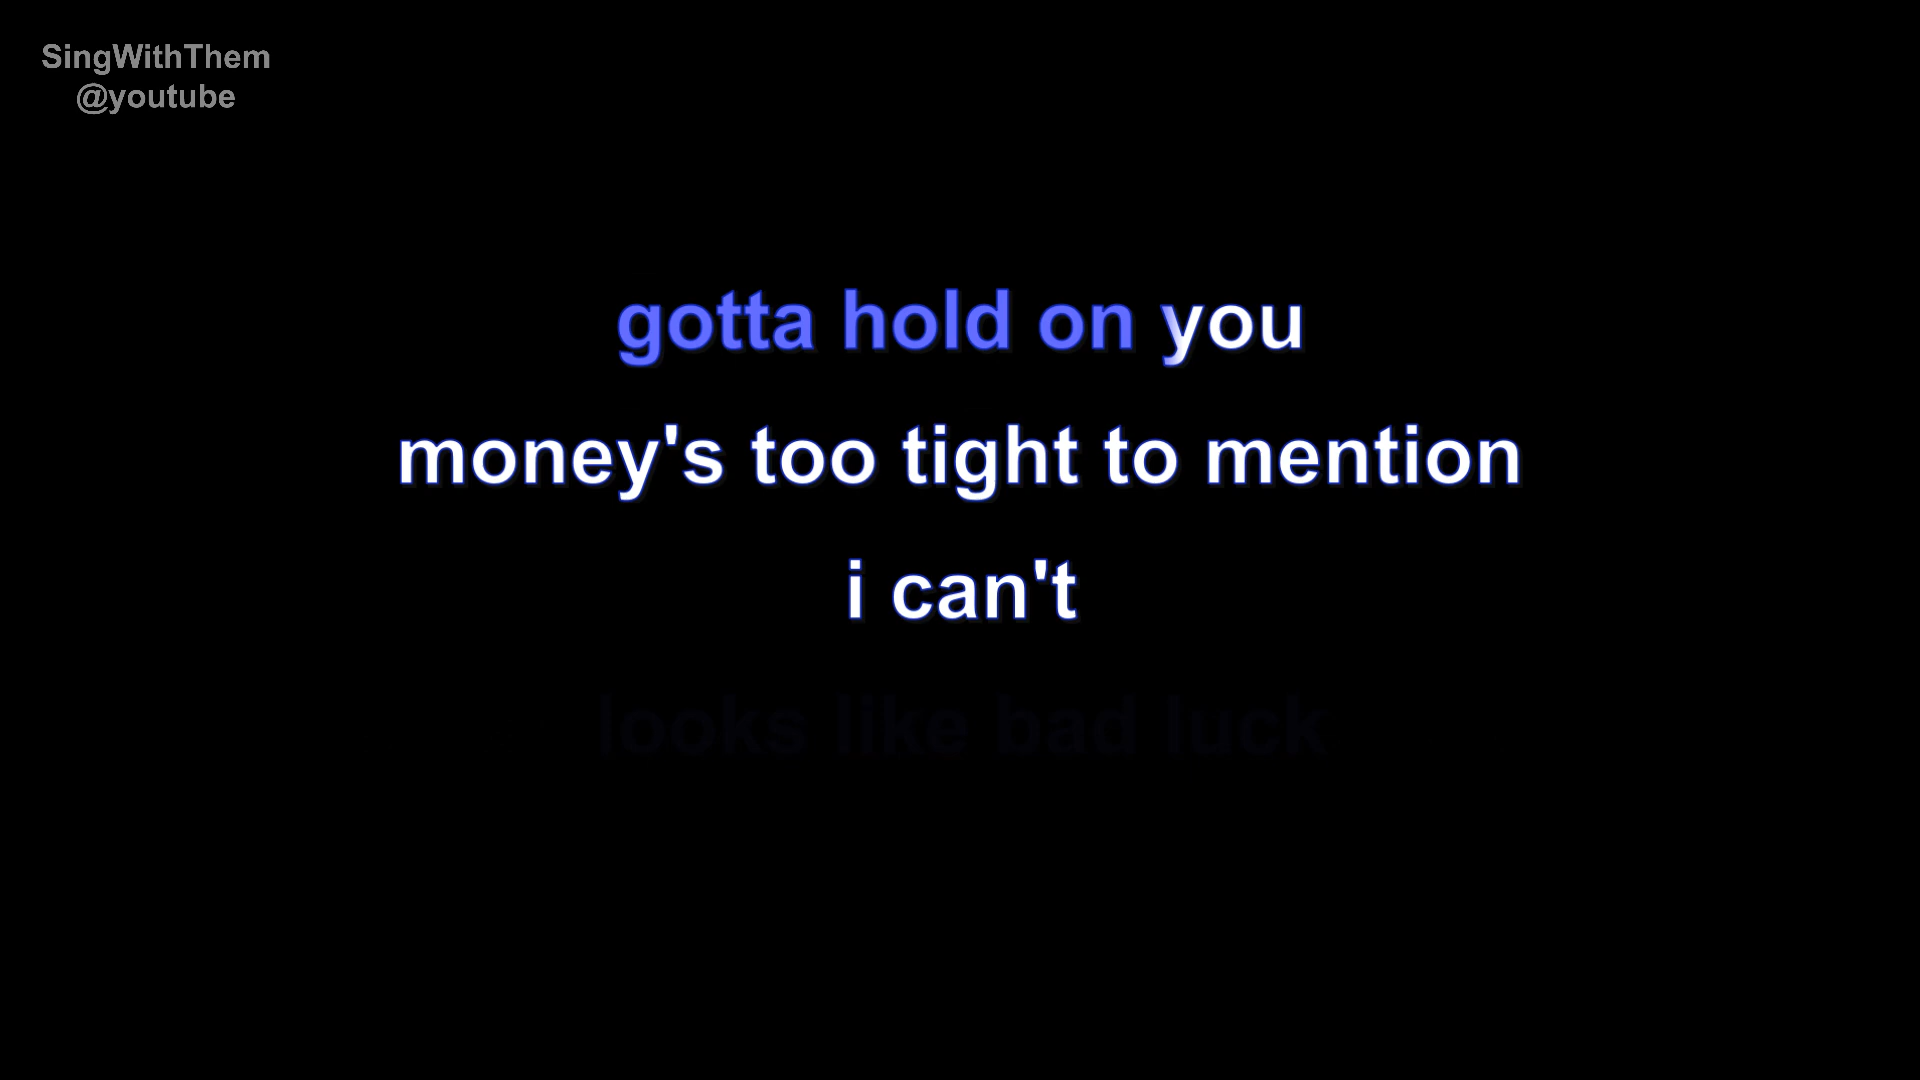 SingWithThem
@youtube
gotta hold on you
money's too tight to mention
i can't
looks like bad luck